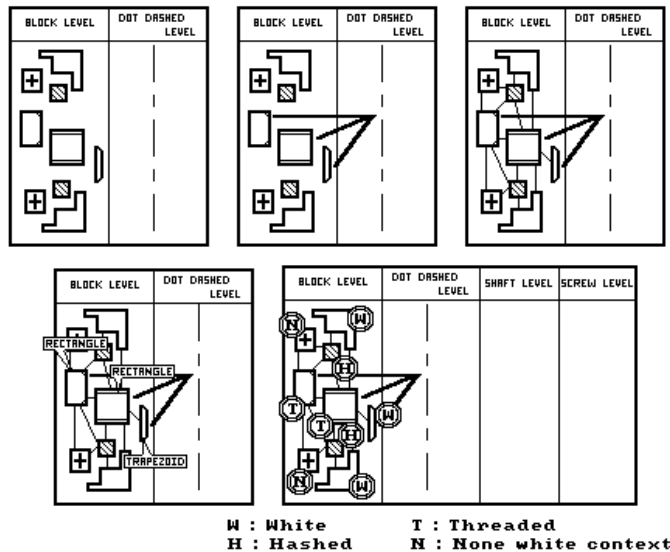 BLOCK LEVEL
DOT DASHED
LEVEL
BLOCK LEVEL
DOT DASHED
LEVEL
BLOCK LEVEL
DOT DASHED
LEVEL
BLOCK LEVEL
DOT DASHED
LEVEL
RECTANGLE
RECTANGLE
TRAPEZOID
BLOCK LEVEL
DOT DASHED
LEVEL
SHAFT LEVEL
SCREW LEVEL
N
W
H
T
W
T
H
N
W
W : White
T : Threaded
H : Hashed
N : None white context